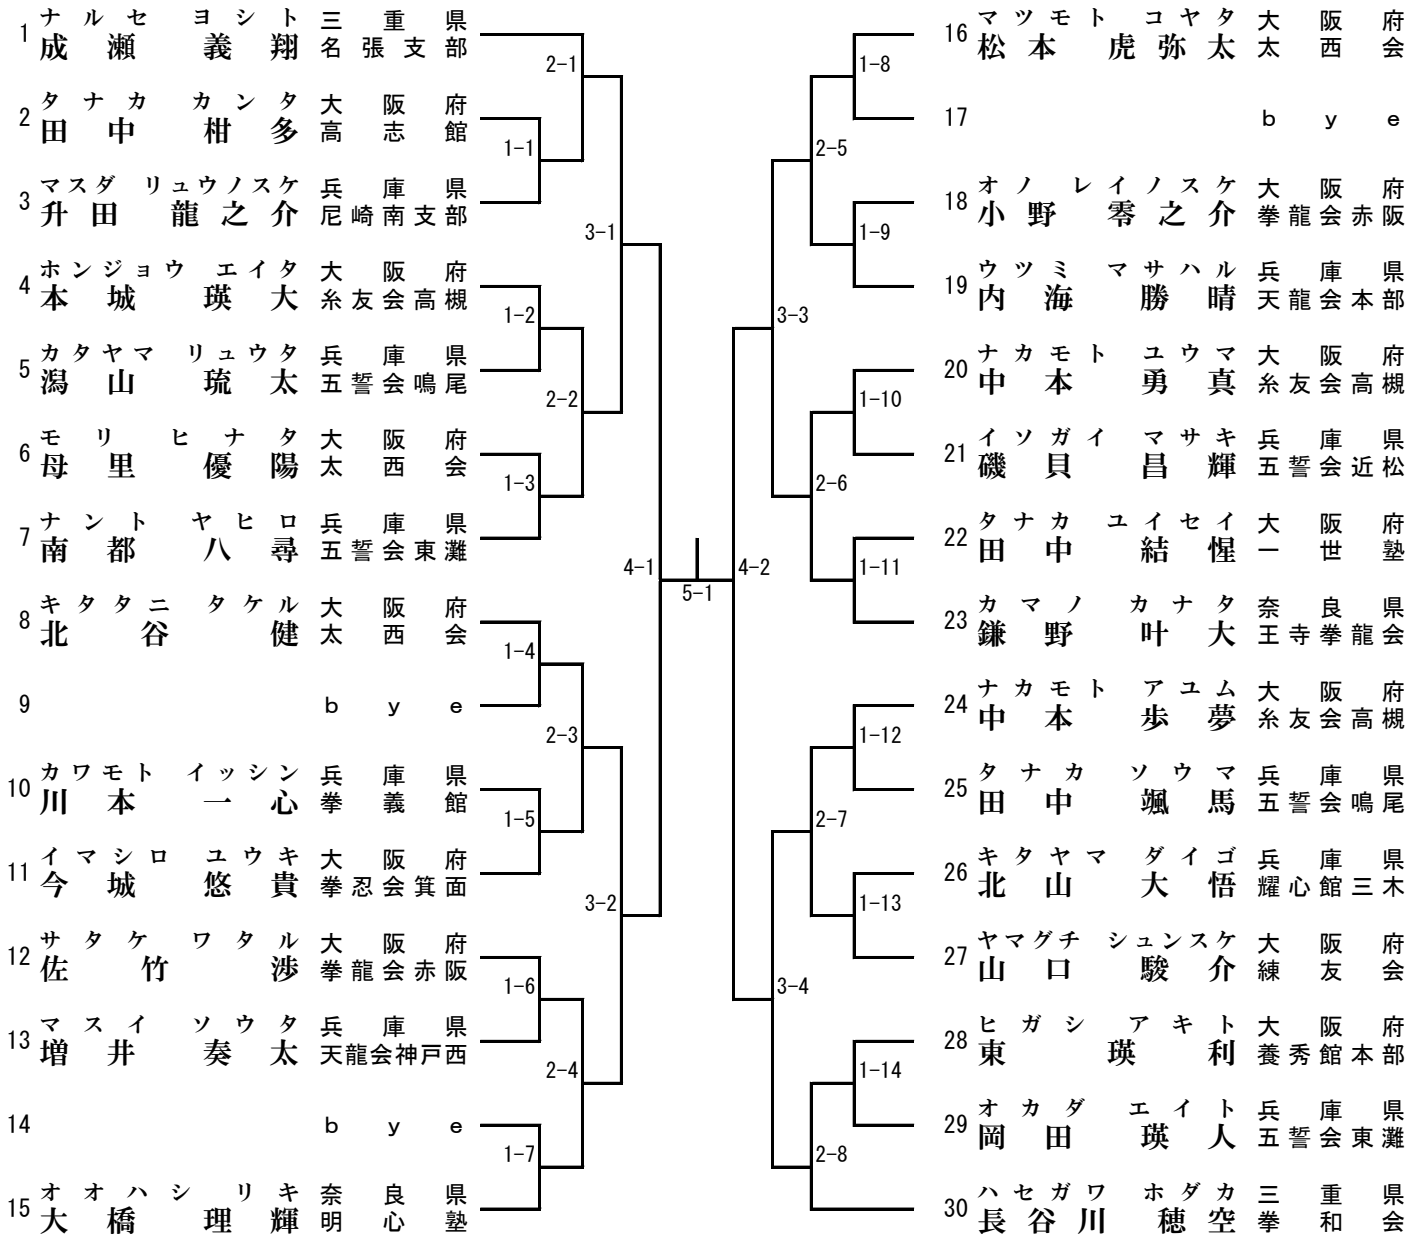 ナルセ ヨシト 三重県
1 成瀬 義翔 名張支部
タナカ カンタ 大阪府
2 田中 柑多 高志館
マスダ リュウノスケ 兵庫県
3 升田 龍之介 尼崎南支部
ホンジョウ エイタ 大阪府
4 本城 瑛大 糸友会高槻
カタヤマ リュウタ 兵庫県
5 潟山 琉太 五誓会鳴尾
モリ ヒナタ 大阪府
6 母里 優陽 太西会
ナント ヤヒロ 兵庫県
7 南都 八尋 五誓会東灘
キタタニ タケル 大阪府
8 北谷 健 太西会
9 bye
カワモト イッシン 兵庫県
10 川本 一心 拳義館
イマシロ ユウキ 大阪府
11 今城 悠貴 拳忍会箕面
サタケ ワタル 大阪府
12 佐竹 渉 拳龍会赤阪
マスイ ソウタ 兵庫県
13 増井 奏太 天龍会神戸西
14 bye
オオハシ リキ 奈良県
15 大橋 理輝 明心塾
1-1
1-2
1-3
1-4
1-5
1-6
1-7
2-1
2-2
2-3
2-4
3-1
3-2
4-1
5-1
4-2
3-3
3-4
2-5
2-6
2-7
2-8
1-8
1-9
1-10
1-11
1-12
1-13
1-14
マツモト コヤタ 大阪府
16 松本 虎弥太 太西会
17 bye
オノ レイノスケ 大阪府
18 小野 零之介 拳龍会赤阪
ウツミ マサハル 兵庫県
19 内海 勝晴 天龍会本部
ナカモト ユウマ 大阪府
20 中本 勇真 糸友会高槻
イソガイ マサキ 兵庫県
21 磯貝 昌輝 五誓会近松
タナカ ユイセイ 大阪府
22 田中 結惺 一世塾
カマノ カナタ 奈良県
23 鎌野 叶大 王寺拳龍会
ナカモト アユム 大阪府
24 中本 歩夢 糸友会高槻
タナカ ソウマ 兵庫県
25 田中 颯馬 五誓会鳴尾
キタヤマ ダイゴ 兵庫県
26 北山 大悟 耀心館三木
ヤマグチ シュンスケ 大阪府
27 山口 駿介 練友会
ヒガシ アキト 大阪府
28 東 瑛利 養秀館本部
オカダ エイト 兵庫県
29 岡田 瑛人 五誓会東灘
ハセガワ ホダカ 三重県
30 長谷川 穂空 拳和会